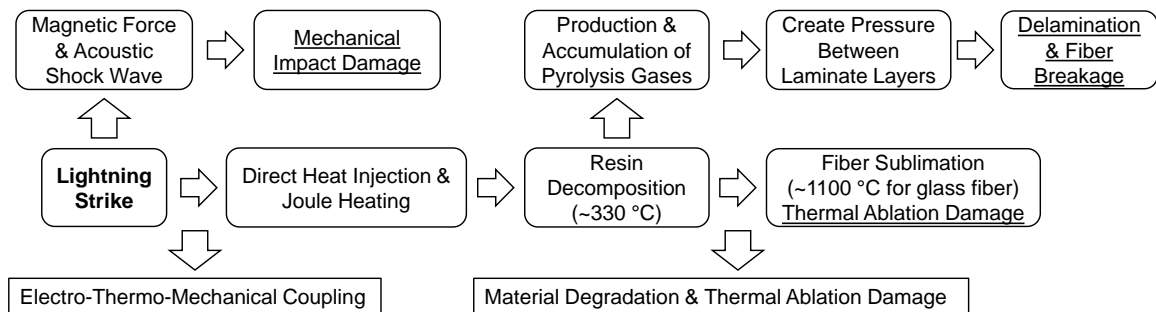 Magnetic Force
& Acoustic
Shock Wave
Mechanical
Impact Damage
Production &
Accumulation of
Pyrolysis Gases
Create Pressure
Between
Laminate Layers
Delamination
& Fiber
Breakage
Lightning
Strike
Direct Heat Injection &
Joule Heating
Resin
Decomposition
(~330 °C)
Fiber Sublimation
(~1100 °C for glass fiber)
Thermal Ablation Damage
Electro-Thermo-Mechanical Coupling
Material Degradation & Thermal Ablation Damage